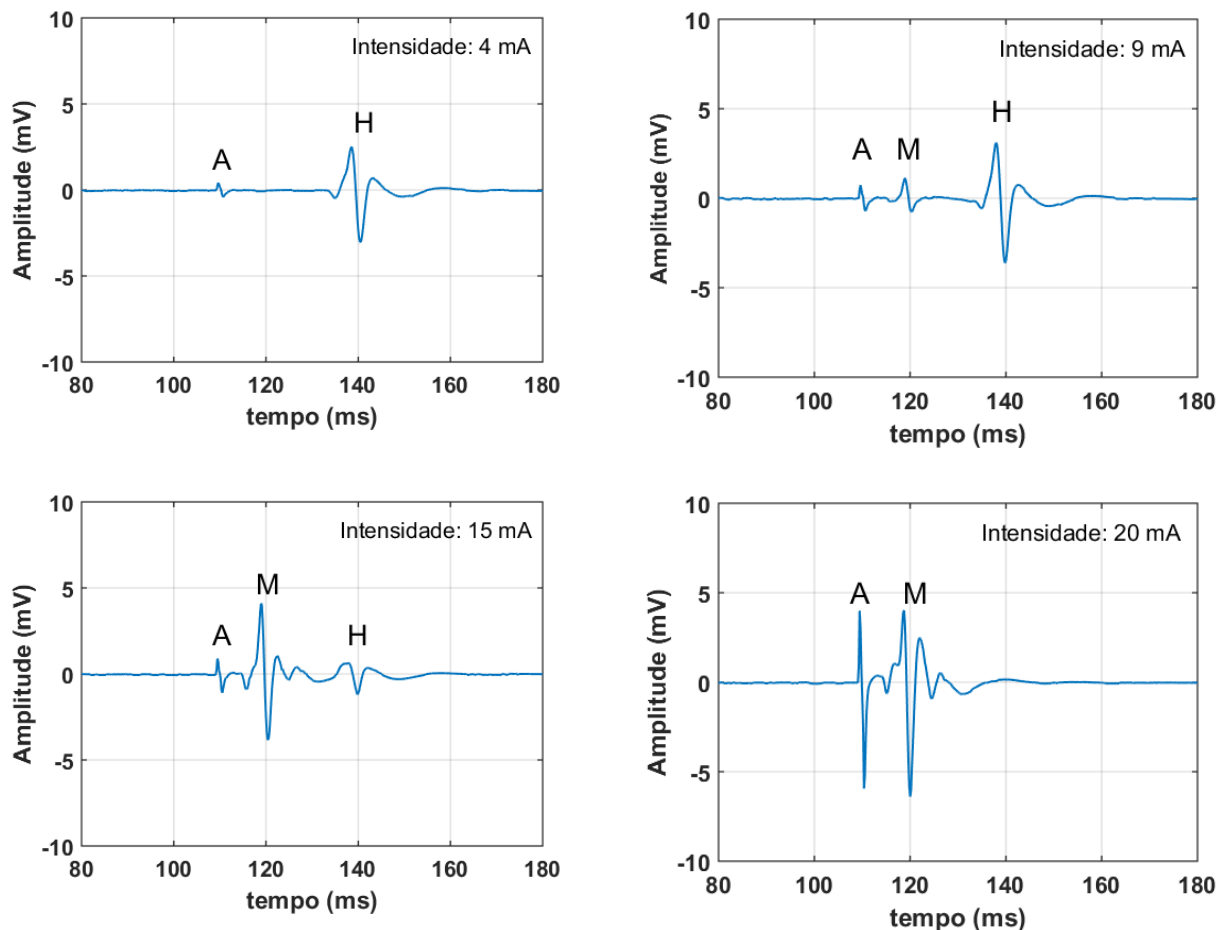 10
5
0
-5
-10
Amplitude (mV)
Intensidade: 4 mA
A
H
80 100 120 140 160 180
tempo (ms)
10
5
0
-5
-10
Amplitude (mV)
Intensidade: 9 mA
A M H
80 100 120 140 160 180
tempo (ms)
10
5
0
-5
-10
Amplitude (mV)
Intensidade: 15 mA
M
A H
80 100 120 140 160 180
tempo (ms)
10
5
0
-5
-10
Amplitude (mV)
Intensidade: 20 mA
A M
80 100 120 140 160 180
tempo (ms)